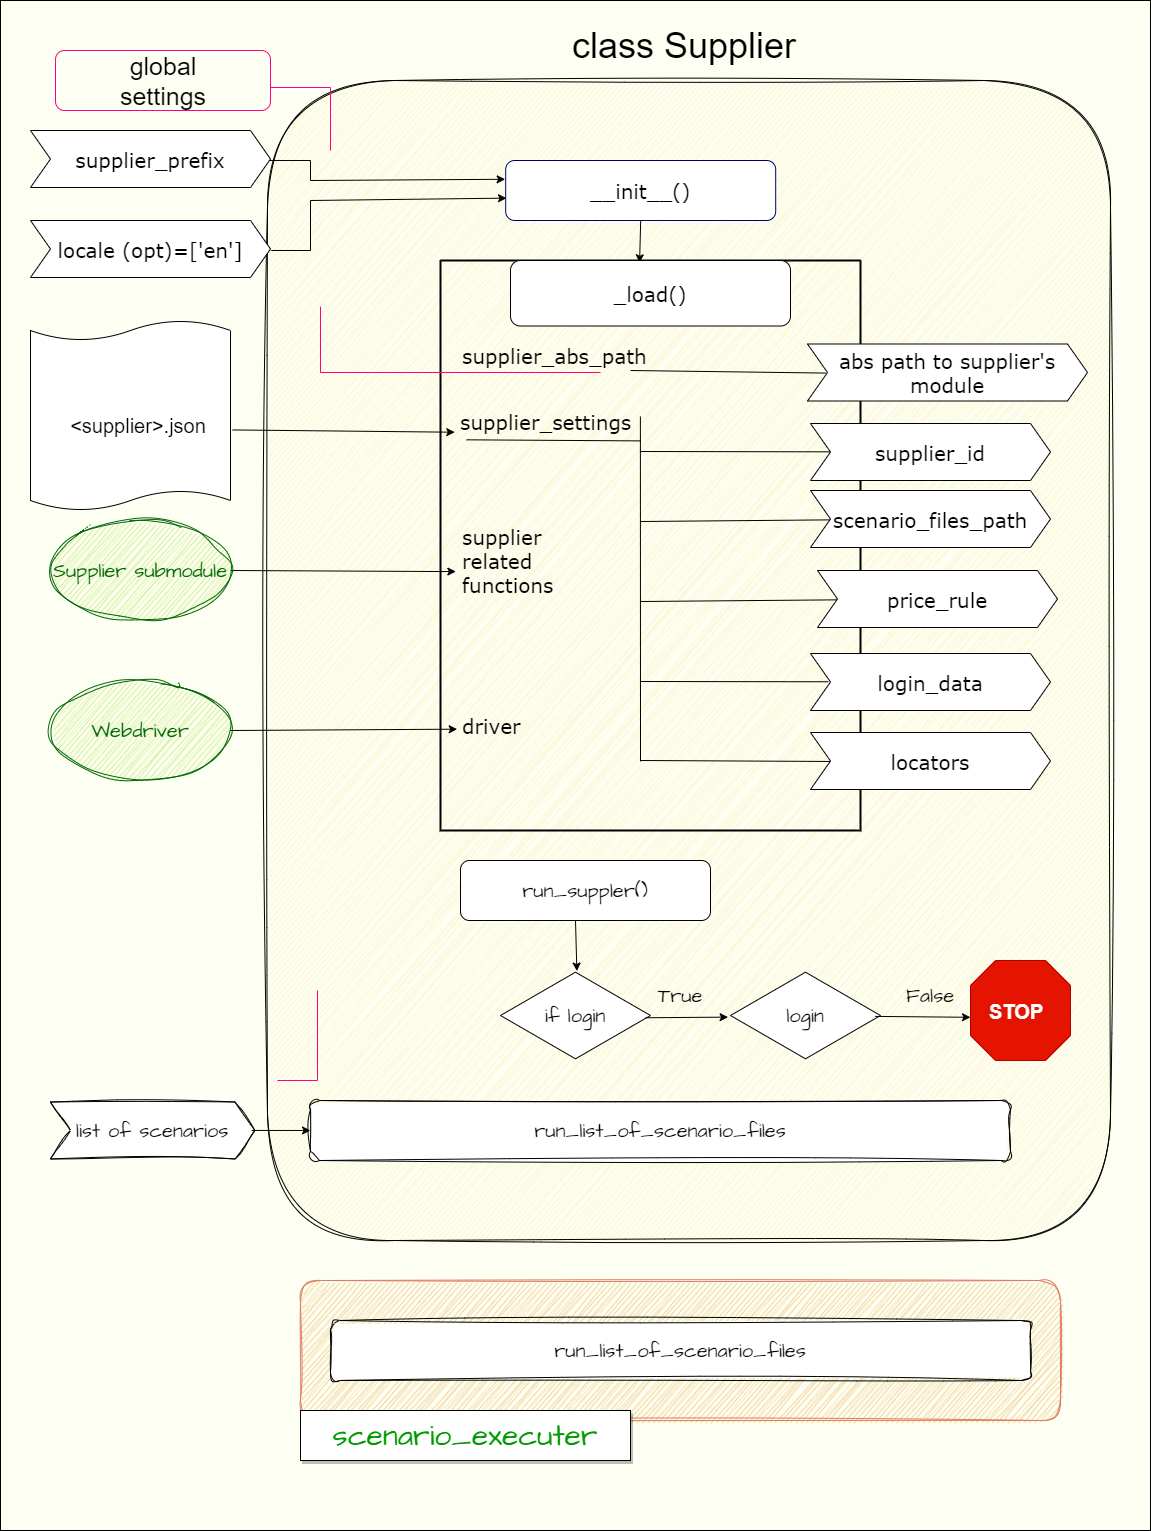 class Supplier
global
settings
supplier_prefix
__init__()
locale (opt)=['en']
_load()
supplier_abs_path
abs path to supplier's
module
<supplier>.json
supplier_settings
supplier_id
scenario_files_path
Supplier submodule
supplier
related
functions
price_rule
login_data
Webdriver
driver
locators
run_suppler()
if login
True
login
False
STOP
list of scenarios
run_list_of_scenario_files
run_list_of_scenario_files
scenario_executer